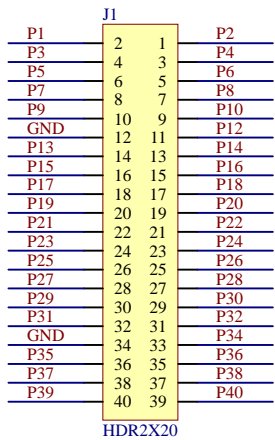 J1
P1 2 1 P2
P3 4 3 P4
P5 6 5 P6
P7 8 7 P8
P9 10 9 P10
GND 12 11 P12
P13 14 13 P14
P15 16 15 P16
P17 18 17 P18
P19 20 19 P20
P21 22 21 P22
P23 24 23 P24
P25 26 25 P26
P27 28 27 P28
P29 30 29 P30
P31 32 31 P32
GND 34 33 P34
P35 36 35 P36
P37 38 37 P38
P39 40 39 P40
HDR2X20